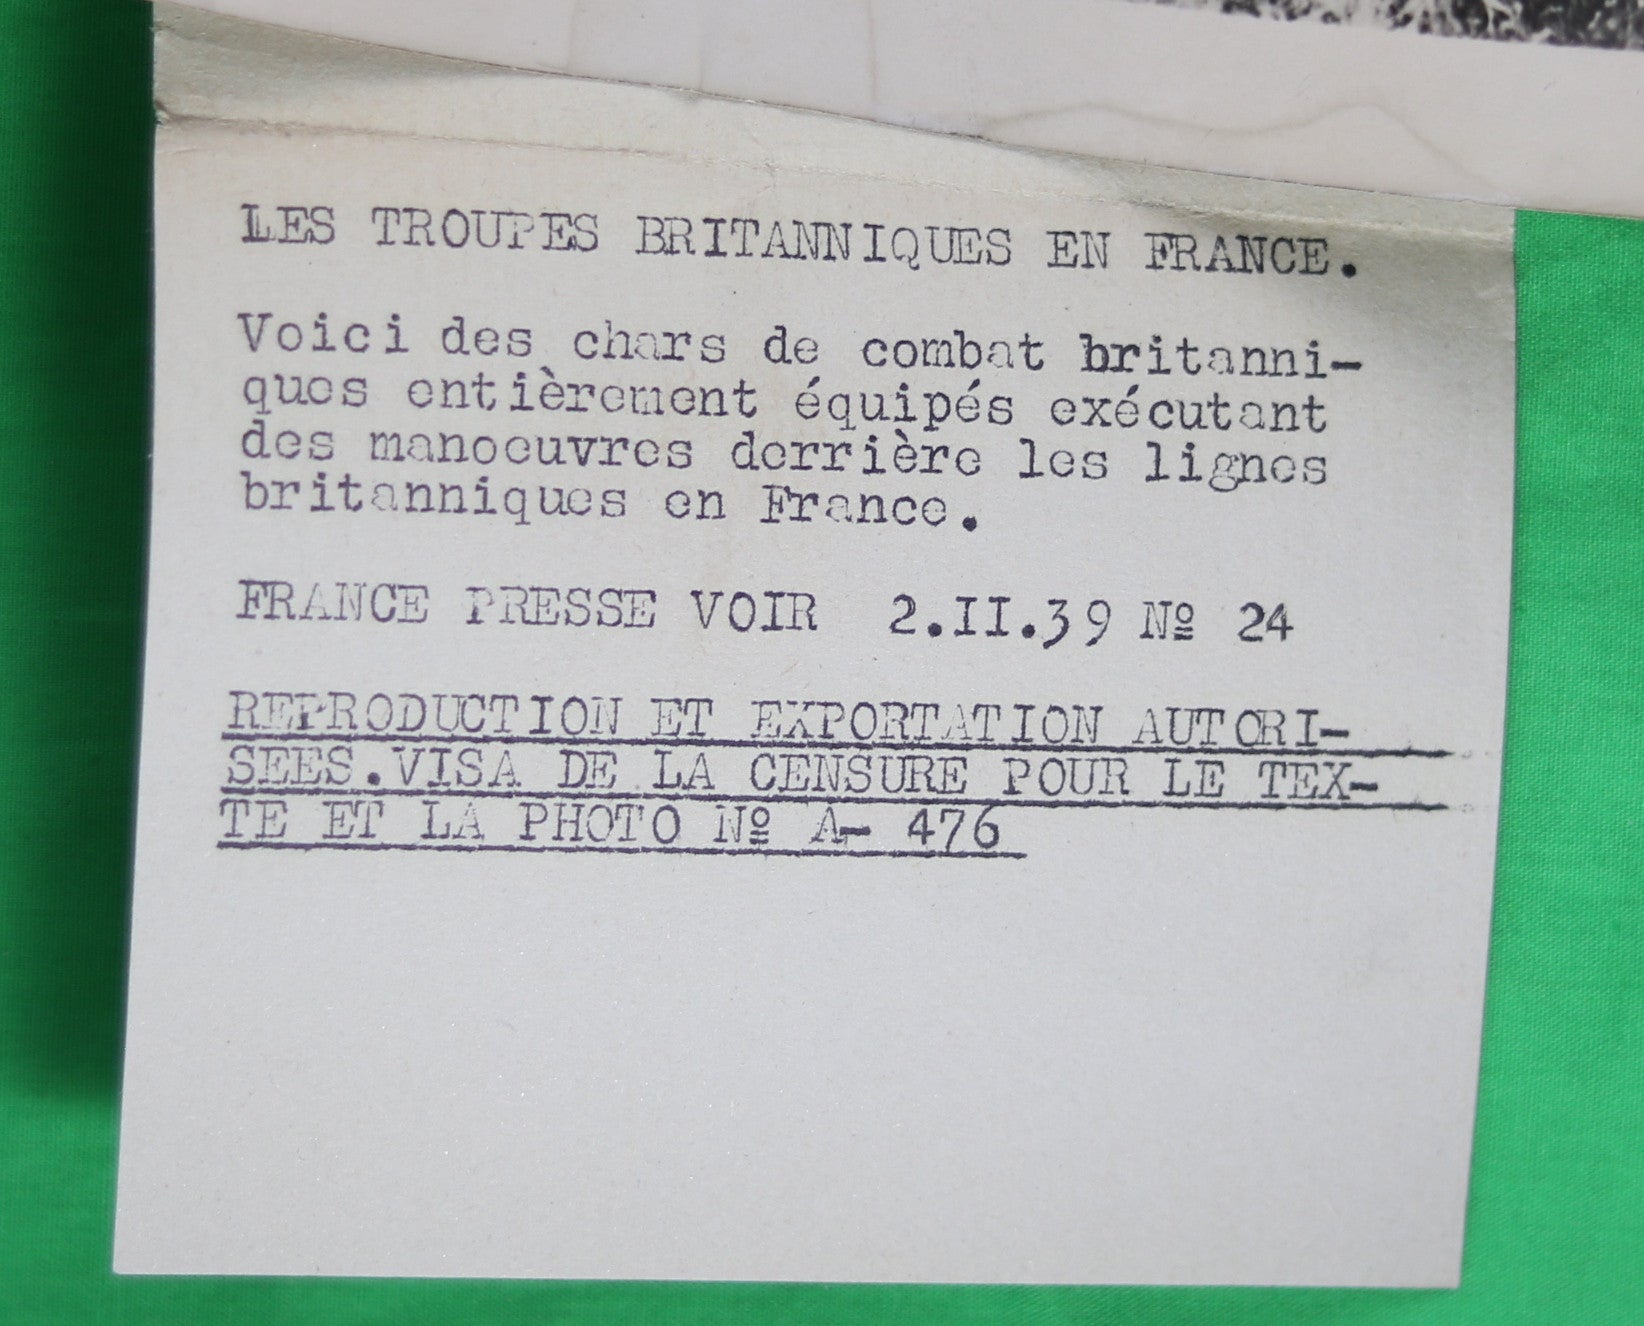 LES TROUPES BRITANNIQUES EN FRANCE.
Voici des chars de combat britanni-
ques entièrement équipés exécutant
des manoeuvres derrière les lignes
britanniques en France.
FRANCE PRESSE VOIR 2.II.39 Nº 24
REPRODUCTION ET EXPORTATION AUTORI-
SEES.VISA DE LA CENSURE POUR LE TEX-
TE ET LA PHOTO Nº A- 476